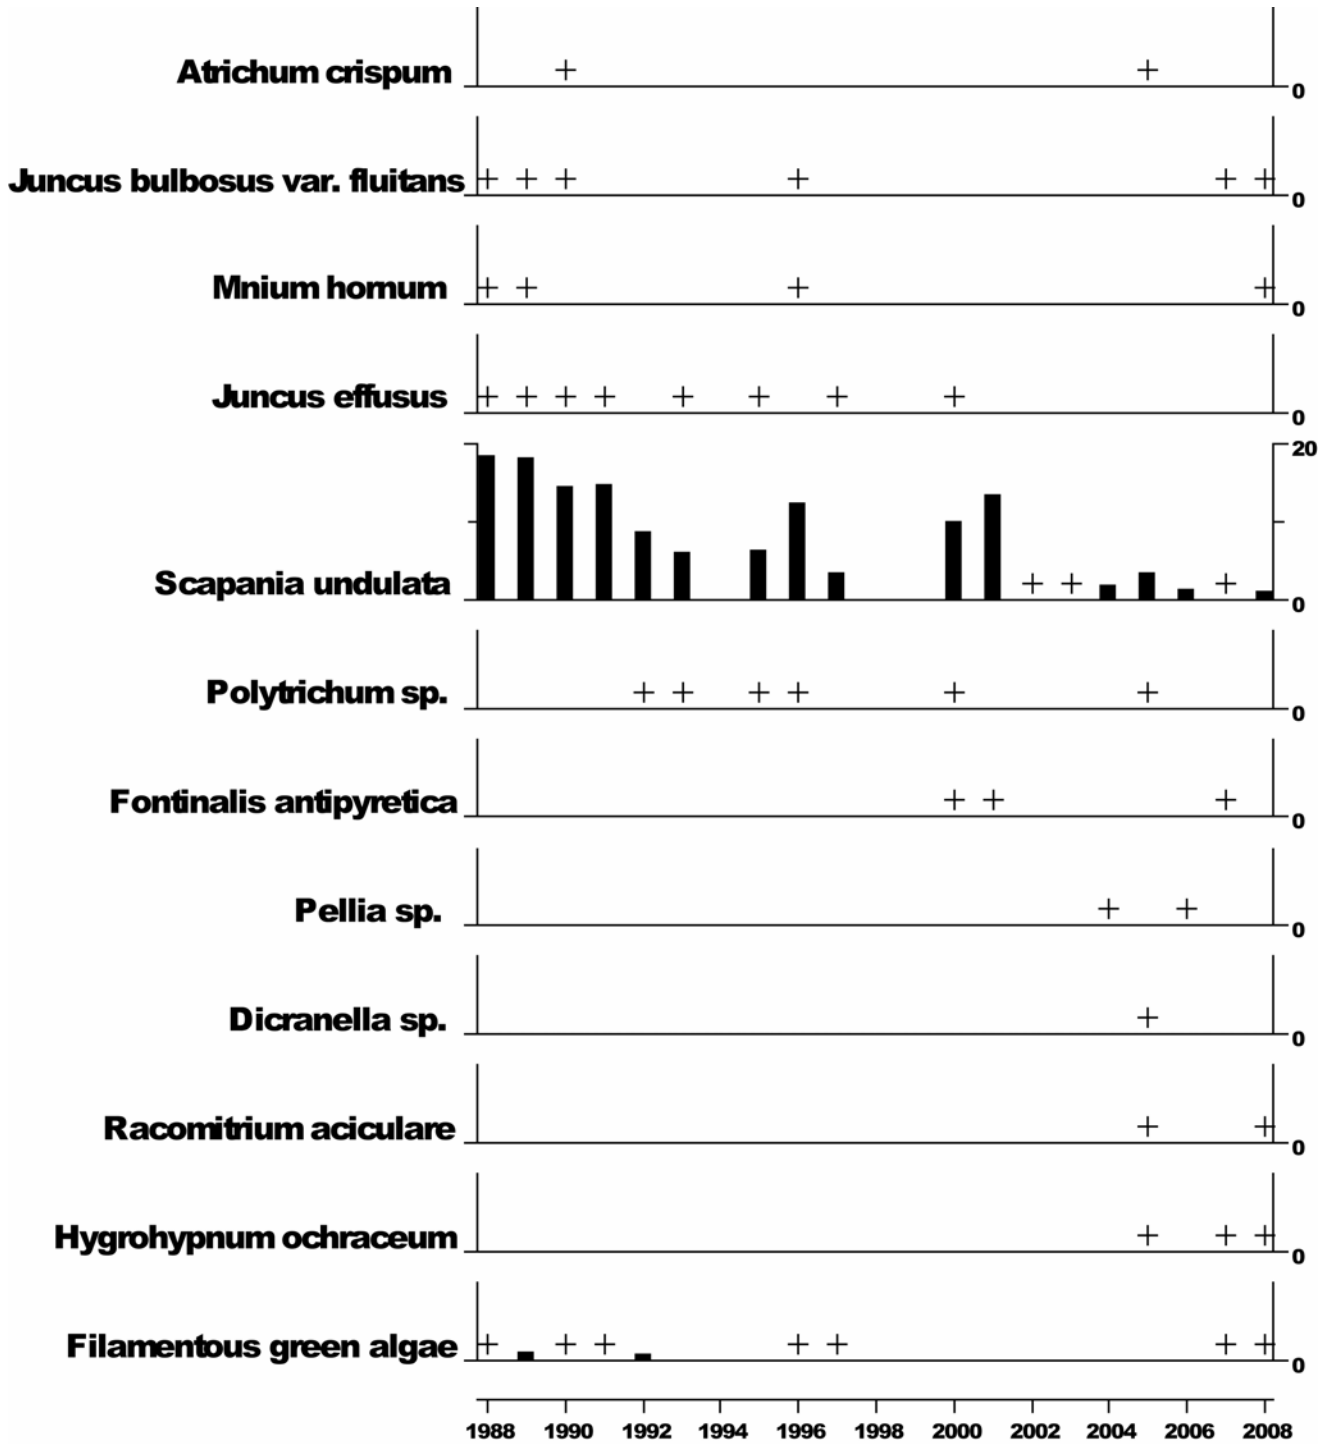 Atrichum crispum
0
Juncus bulbosus var. fluitans
0
Mnium hornum
0
Juncus effusus
0
20
Scapania undulata
0
Polytrichum sp.
0
Fontinalis antipyretica
0
Pellia sp.
0
Dicranella sp.
0
Racomitrium aciculare
0
Hygrohypnum ochraceum
0
Filamentous green algae
0
1988 1990 1992 1994 1996 1998 2000 2002 2004 2006 2008